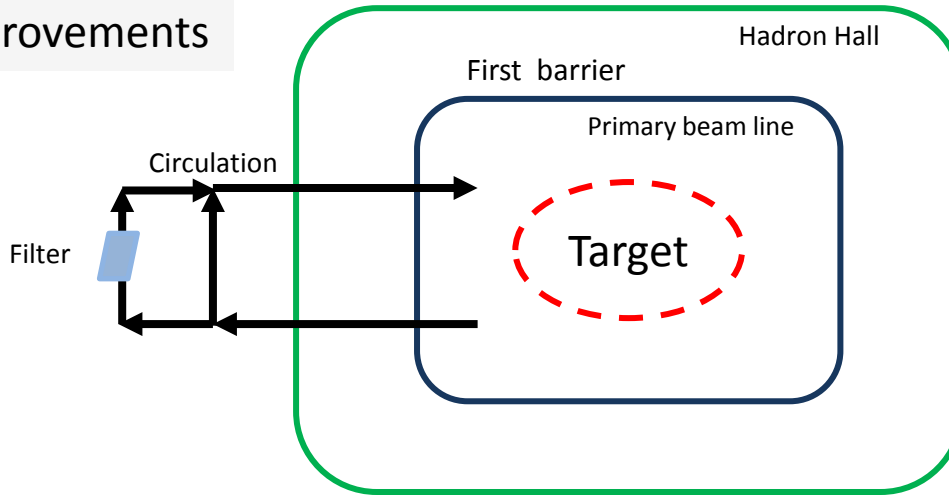 rovements
Hadron Hall
First barrier
Primary beam line
Circulation
Filter
Target